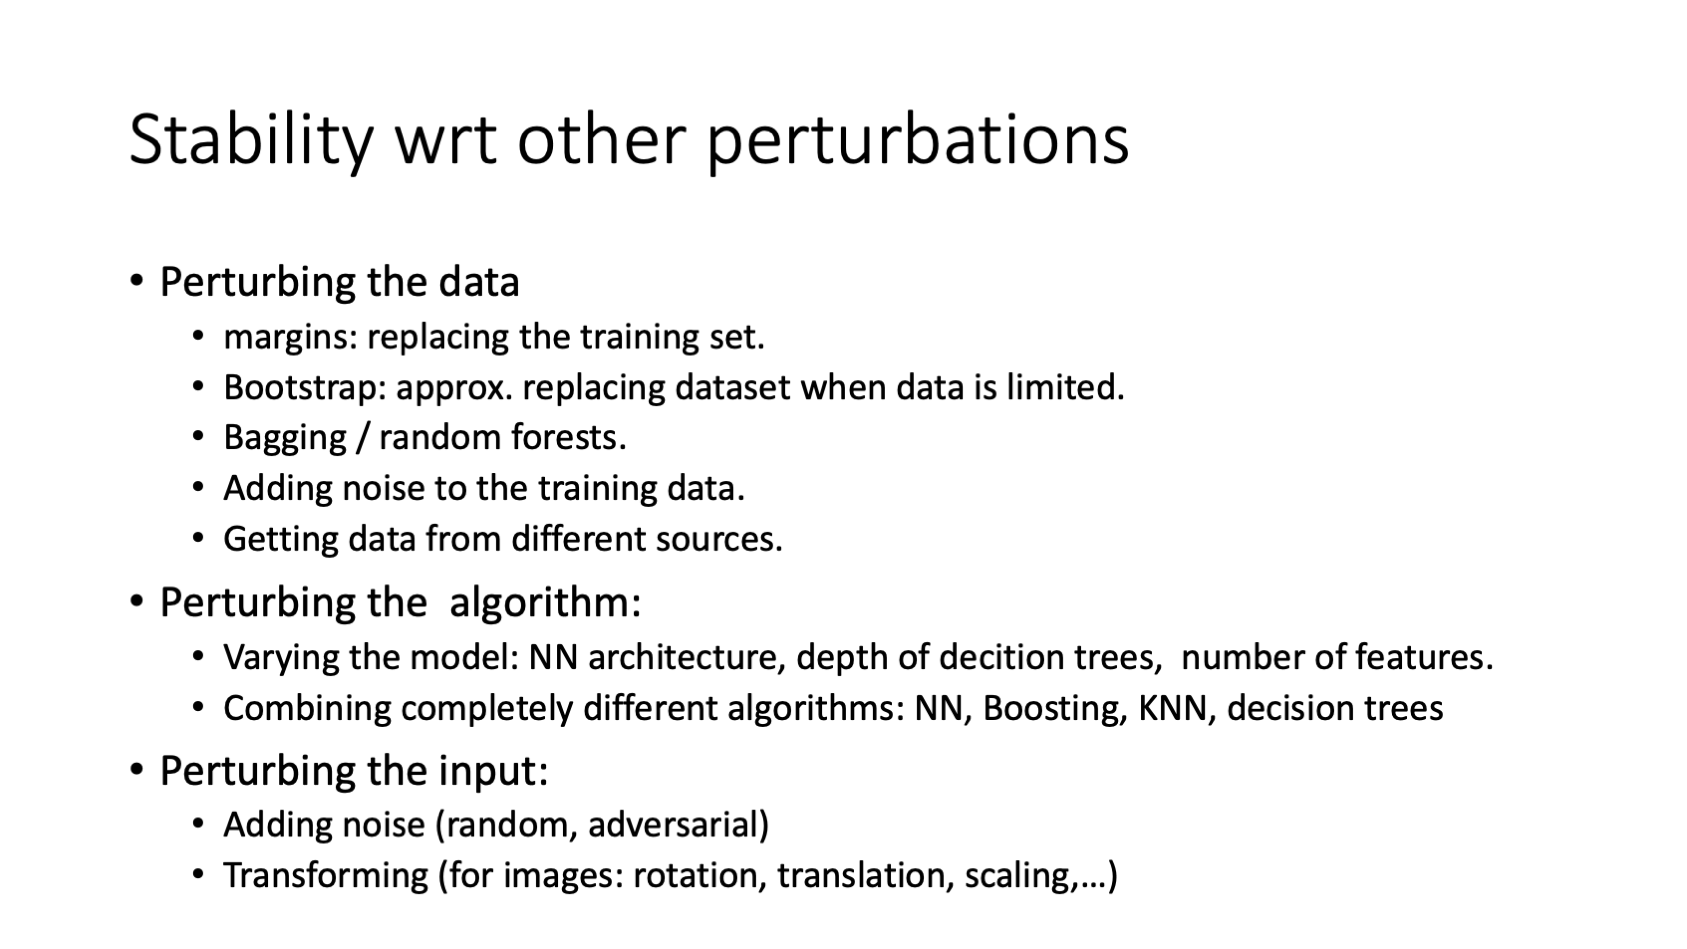 Stability wrt other perturbations
• Perturbing the data
• margins: replacing the training set.
• Bootstrap: approx. replacing dataset when data is limited.
• Bagging / random forests.
• Adding noise to the training data.
• Getting data from different sources.
• Perturbing the  algorithm:
• Varying the model: NN architecture, depth of decition trees,  number of features.
• Combining completely different algorithms: NN, Boosting, KNN, decision trees
• Perturbing the input:
• Adding noise (random, adversarial)
• Transforming (for images: rotation, translation, scaling,...)